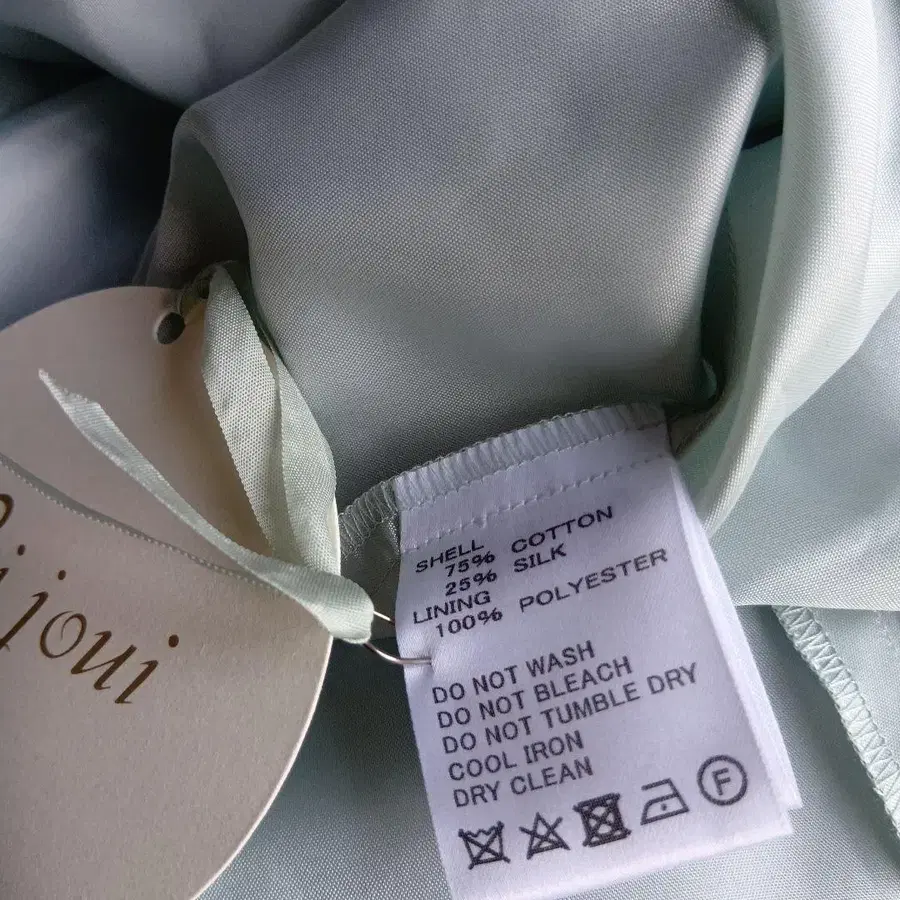 joui
SHELL
75% COTTON
25% SILK
LINING
100% POLYESTER
DO NOT WASH
DO NOT BLEACH
DO NOT TUMBLE DRY
COOL IRON
DRY CLEAN
F